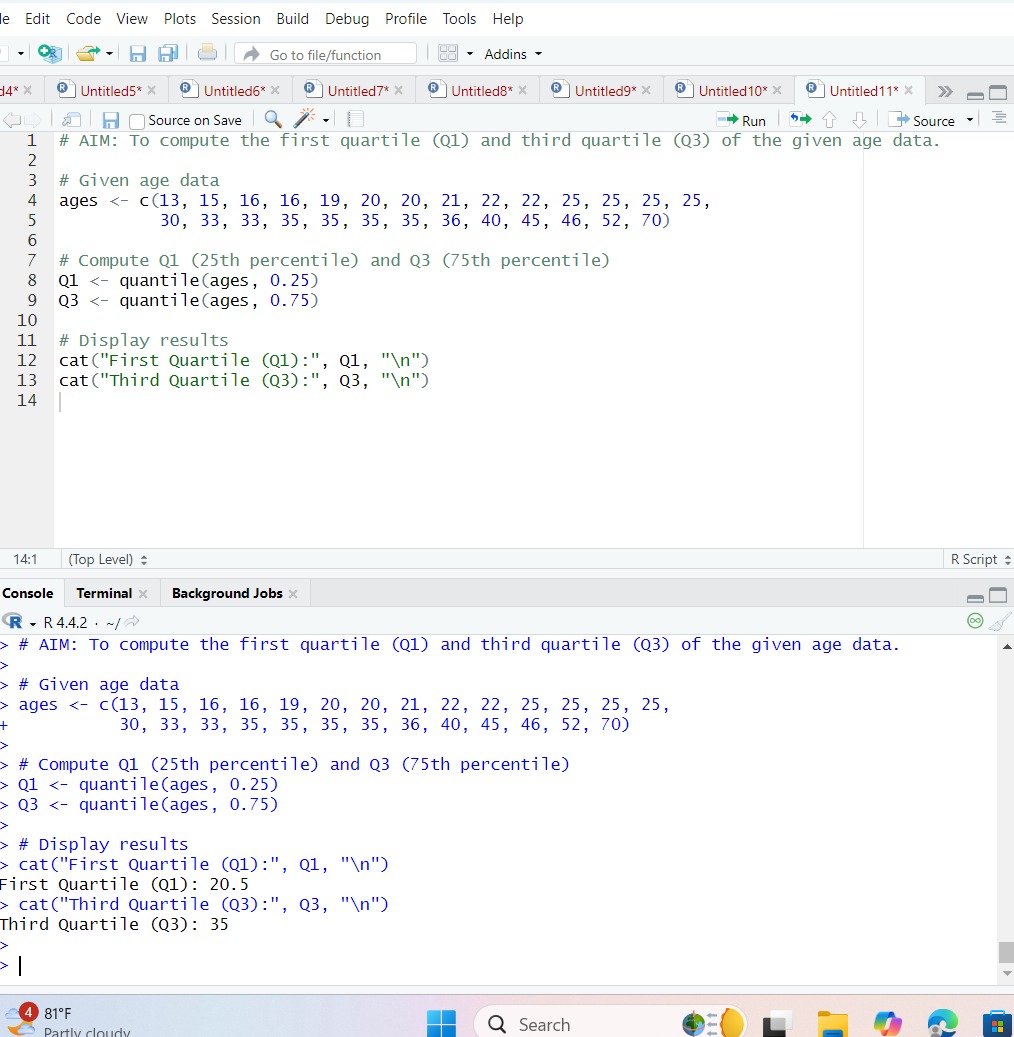 le Edit Code View Plots Session Build Debug Profile Tools Help
Go to file/function Addins
d4* Untitled5* Untitled6* Untitled7* Untitled8* Untitled9* Untitled10* Untitled11*
Source on Save Run Source
1 # AIM: To compute the first quartile (Q1) and third quartile (Q3) of the given age data.
2
3 # Given age data
4 ages <- c(13, 15, 16, 16, 19, 20, 20, 21, 22, 22, 25, 25, 25, 25,
5 30, 33, 33, 35, 35, 35, 35, 36, 40, 45, 46, 52, 70)
6
7 # Compute Q1 (25th percentile) and Q3 (75th percentile)
8 Q1 <- quantile(ages, 0.25)
9 Q3 <- quantile(ages, 0.75)
10
11 # Display results
12 cat("First Quartile (Q1):", Q1, "\n")
13 cat("Third Quartile (Q3):", Q3, "\n")
14
14:1 (Top Level) R Script
Console Terminal Background Jobs
R R 4.4.2 · ~/
> # AIM: To compute the first quartile (Q1) and third quartile (Q3) of the given age data.
>
> # Given age data
> ages <- c(13, 15, 16, 16, 19, 20, 20, 21, 22, 22, 25, 25, 25, 25,
+ 30, 33, 33, 35, 35, 35, 35, 36, 40, 45, 46, 52, 70)
>
> # Compute Q1 (25th percentile) and Q3 (75th percentile)
> Q1 <- quantile(ages, 0.25)
> Q3 <- quantile(ages, 0.75)
>
> # Display results
> cat("First Quartile (Q1):", Q1, "\n")
First Quartile (Q1): 20.5
> cat("Third Quartile (Q3):", Q3, "\n")
Third Quartile (Q3): 35
>
>
4 81°F
Partly cloudy
Search